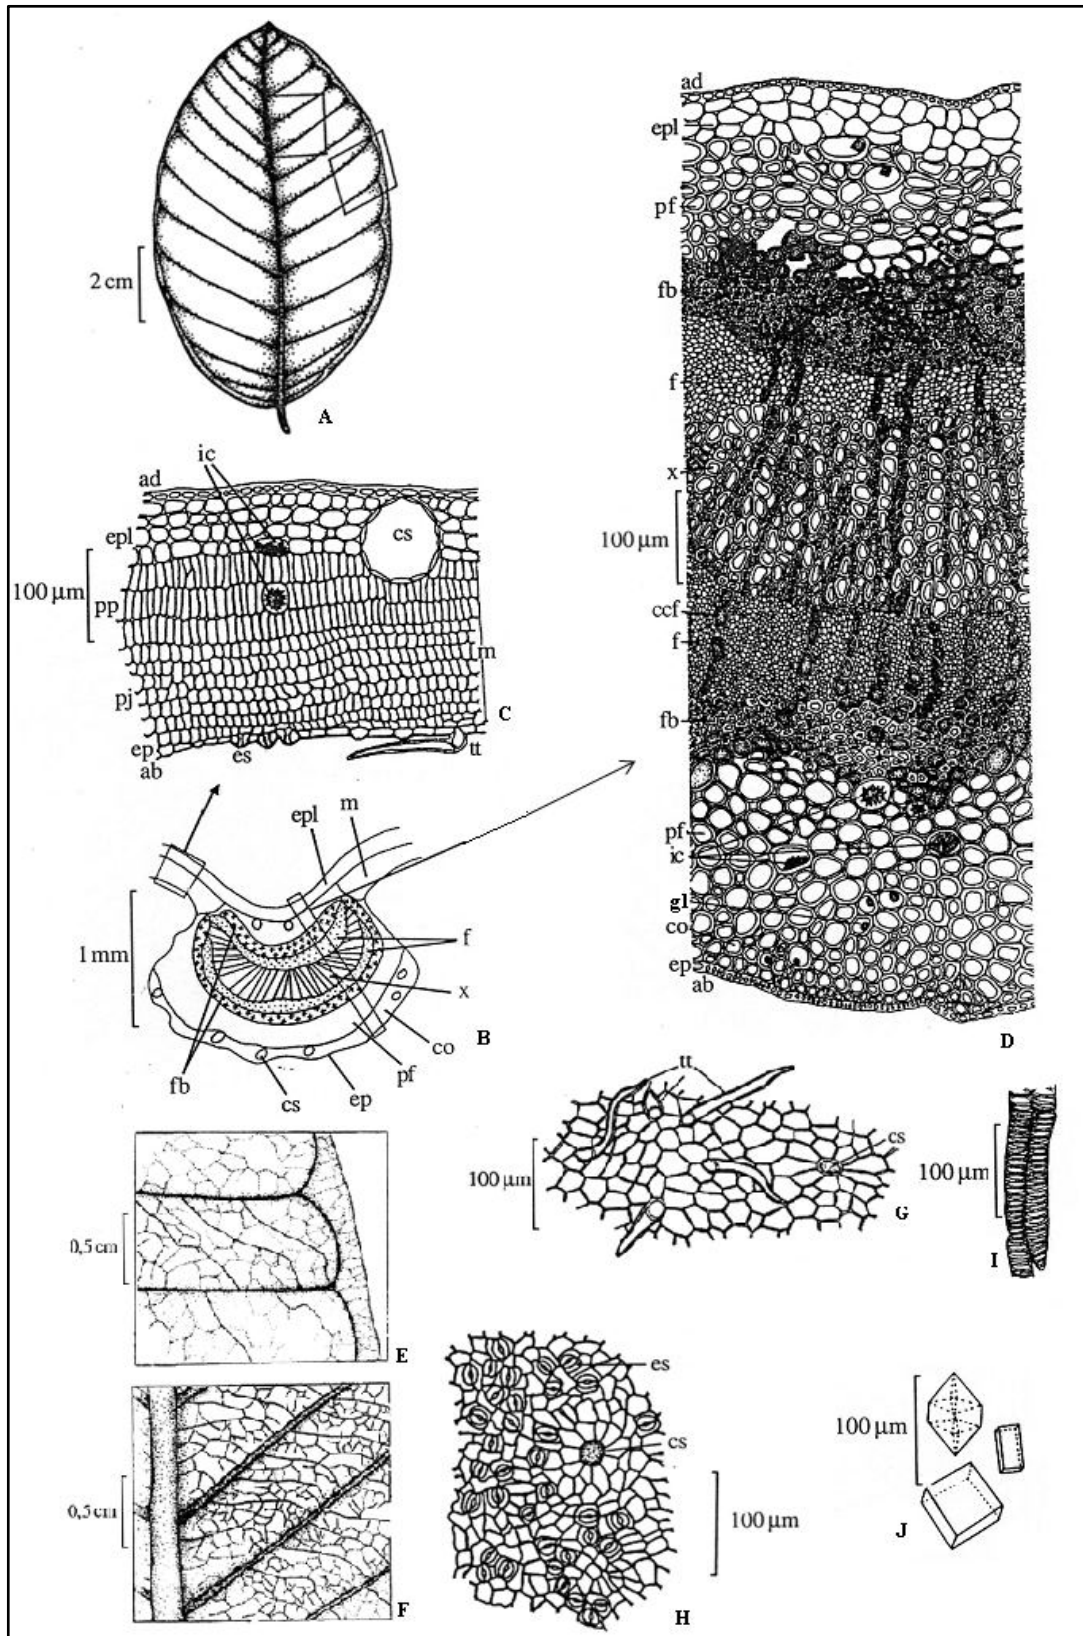 2 cm
A
ic
ad
cs
epl
100 µm
pp
m
pj
C
ep
es
tt
ab
ad
epl
pf
fb
f
x
100 µm
ccf
f
fb
pf
ic
gl
co
ep
ab
D
epl
m
1 mm
f
x
B
co
fb
pf
cs
ep
E
0,5 cm
F
0,5 cm
tt
cs
100 µm
G
100 µm
I
es
cs
100 µm
H
100 µm
J